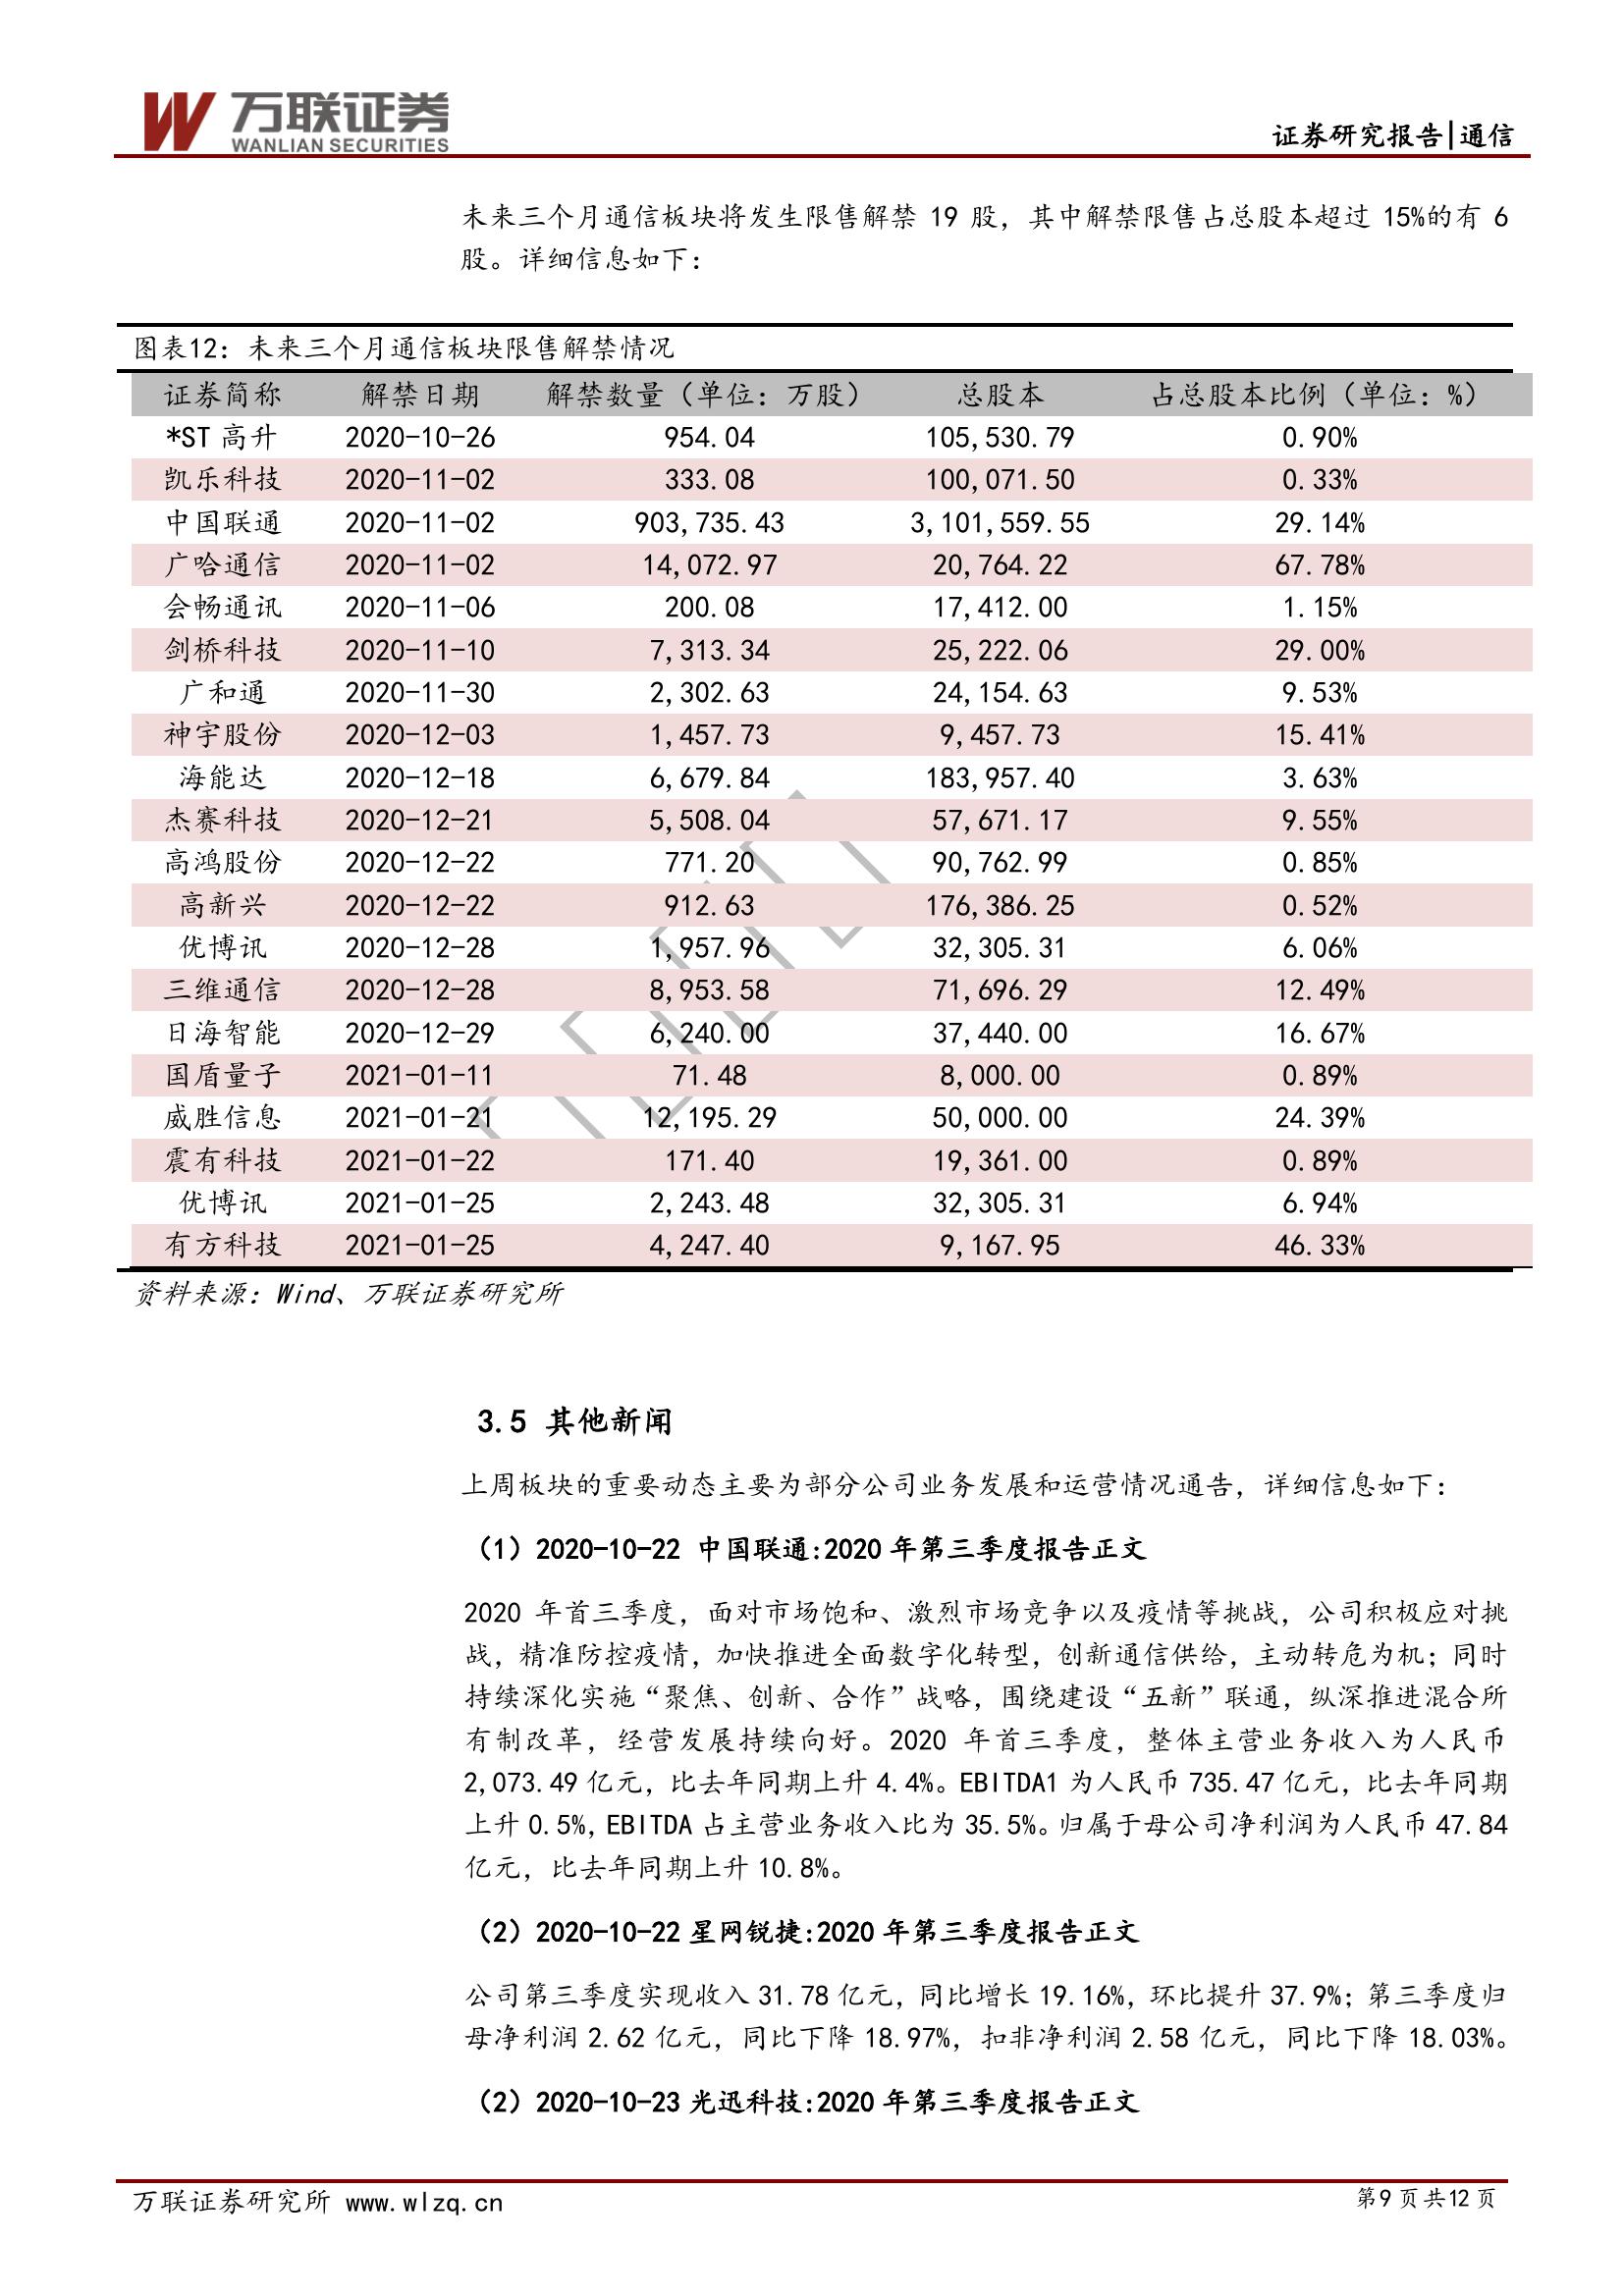 万联证券
WANLIAN SECURITIES
证券研究报告|通信
未来三个月通信板块将发生限售解禁 19 股，其中解禁限售占总股本超过 15%的有 6
股。详细信息如下：
图表12：未来三个月通信板块限售解禁情况
证券简称 解禁日期 解禁数量（单位：万股） 总股本 占总股本比例（单位：%）
*ST 高升 2020-10-26 954.04 105,530.79 0.90%
凯乐科技 2020-11-02 333.08 100,071.50 0.33%
中国联通 2020-11-02 903,735.43 3,101,559.55 29.14%
广哈通信 2020-11-02 14,072.97 20,764.22 67.78%
会畅通讯 2020-11-06 200.08 17,412.00 1.15%
剑桥科技 2020-11-10 7,313.34 25,222.06 29.00%
广和通 2020-11-30 2,302.63 24,154.63 9.53%
神宇股份 2020-12-03 1,457.73 9,457.73 15.41%
海能达 2020-12-18 6,679.84 183,957.40 3.63%
杰赛科技 2020-12-21 5,508.04 57,671.17 9.55%
高鸿股份 2020-12-22 771.20 90,762.99 0.85%
高新兴 2020-12-22 912.63 176,386.25 0.52%
优博讯 2020-12-28 1,957.96 32,305.31 6.06%
三维通信 2020-12-28 8,953.58 71,696.29 12.49%
日海智能 2020-12-29 6,240.00 37,440.00 16.67%
国盾量子 2021-01-11 71.48 8,000.00 0.89%
威胜信息 2021-01-21 12,195.29 50,000.00 24.39%
震有科技 2021-01-22 171.40 19,361.00 0.89%
优博讯 2021-01-25 2,243.48 32,305.31 6.94%
有方科技 2021-01-25 4,247.40 9,167.95 46.33%
资料来源：Wind、万联证券研究所
3.5 其他新闻
上周板块的重要动态主要为部分公司业务发展和运营情况通告，详细信息如下：
（1）2020-10-22 中国联通:2020 年第三季度报告正文
2020 年首三季度，面对市场饱和、激烈市场竞争以及疫情等挑战，公司积极应对挑
战，精准防控疫情，加快推进全面数字化转型，创新通信供给，主动转危为机；同时
持续深化实施“聚焦、创新、合作”战略，围绕建设“五新”联通，纵深推进混合所
有制改革，经营发展持续向好。2020 年首三季度，整体主营业务收入为人民币
2,073.49 亿元，比去年同期上升 4.4%。EBITDA1 为人民币 735.47 亿元，比去年同期
上升 0.5%，EBITDA 占主营业务收入比为 35.5%。归属于母公司净利润为人民币 47.84
亿元，比去年同期上升 10.8%。
（2）2020-10-22 星网锐捷:2020 年第三季度报告正文
公司第三季度实现收入 31.78 亿元，同比增长 19.16%，环比提升 37.9%；第三季度归
母净利润 2.62 亿元，同比下降 18.97%，扣非净利润 2.58 亿元，同比下降 18.03%。
（2）2020-10-23 光迅科技:2020 年第三季度报告正文
万联证券研究所 www.wlzq.cn
第9页共12页